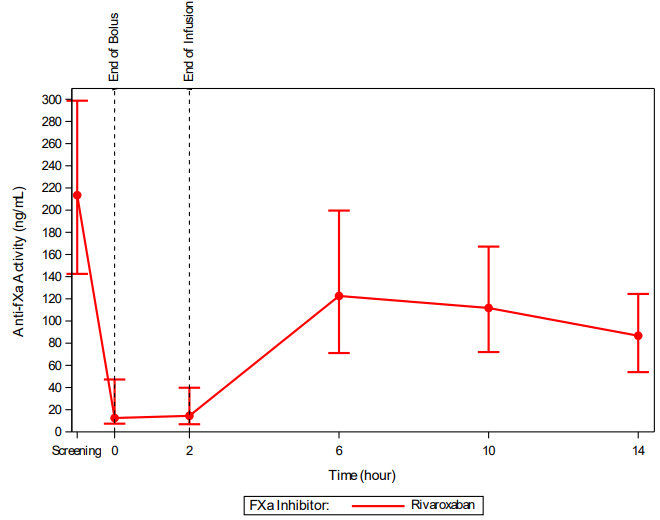 End of Bolus
End of Infusion
300
280
260
240
220
200
180
160
140
120
100
80
60
40
20
0
Anti-FXa Activity (ng/mL)
Screening 0 2 6 10 14
Time (hour)
FXa Inhibitor: Rivaroxaban